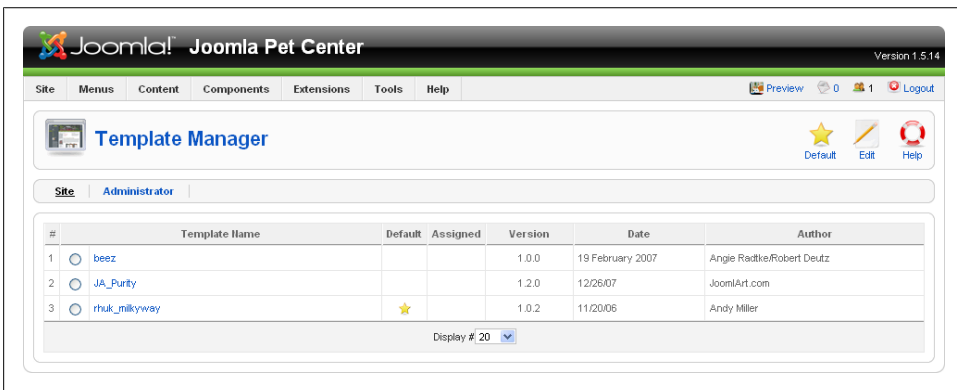 Joomla! Joomla Pet Center
Version 1.5.14
Site Menus Content Components Extensions Tools Help Preview 0 1 Logout
Template Manager
Default Edit Help
Site Administrator
# Template Name Default Assigned Version Date Author
1 beez 1.0.0 19 February 2007 Angie Radtke/Robert Deutz
2 JA_Purity 1.2.0 12/26/07 JoomlArt.com
3 rhuk_milkyway 1.0.2 11/20/06 Andy Miller
Display # 20